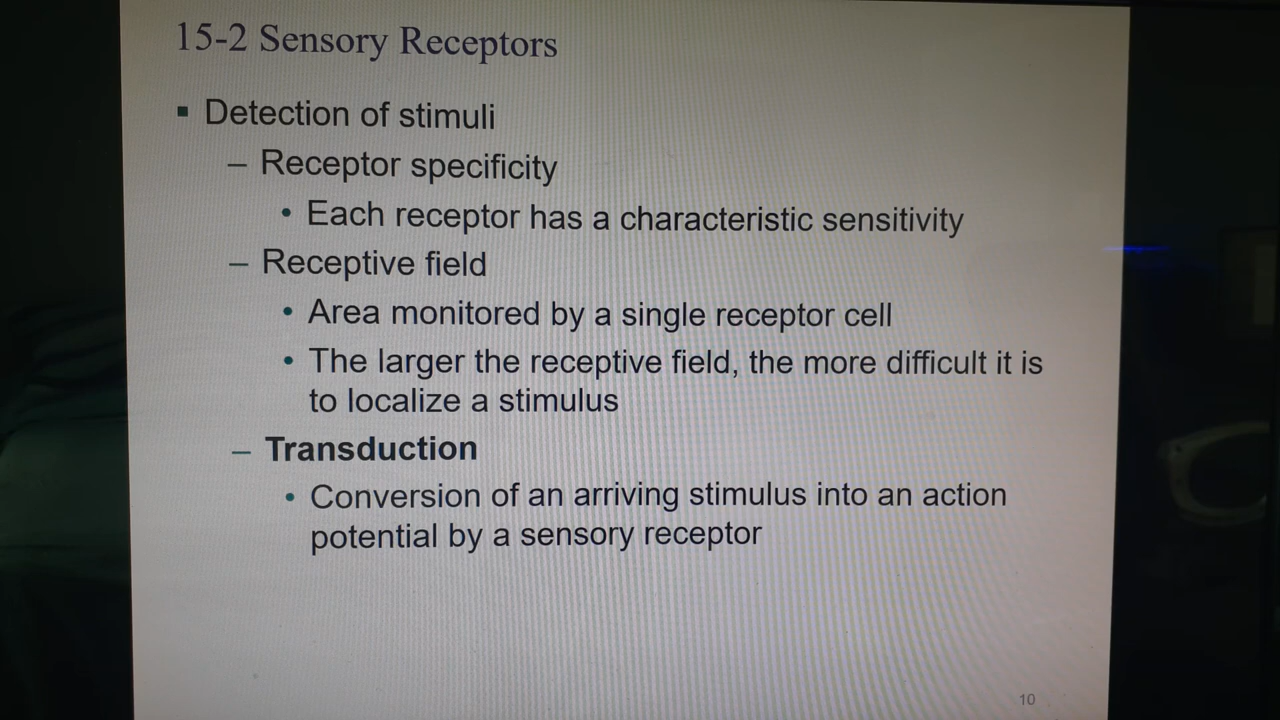 15-2 Sensory Receptors
▪ Detection of stimuli
– Receptor specificity
• Each receptor has a characteristic sensitivity
– Receptive field
• Area monitored by a single receptor cell
• The larger the receptive field, the more difficult it is
to localize a stimulus
– Transduction
• Conversion of an arriving stimulus into an action
potential by a sensory receptor
10